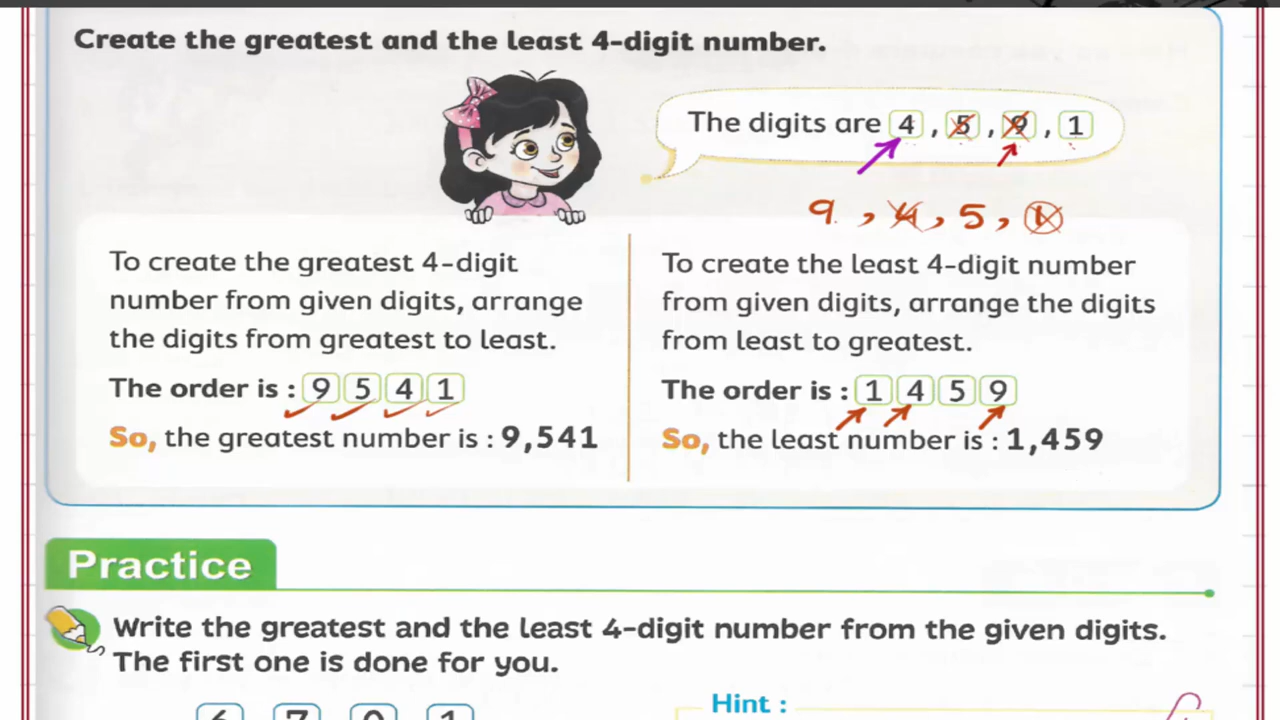 Create the greatest and the least 4-digit number.
The digits are 4 , 5 , 9 , 1
9 , 4 , 5 , 1
To create the greatest 4-digit
number from given digits, arrange
the digits from greatest to least.
The order is : 9 5 4 1
So, the greatest number is : 9,541
To create the least 4-digit number
from given digits, arrange the digits
from least to greatest.
The order is : 1 4 5 9
So, the least number is : 1,459
Practice
Write the greatest and the least 4-digit number from the given digits.
The first one is done for you.
Hint :